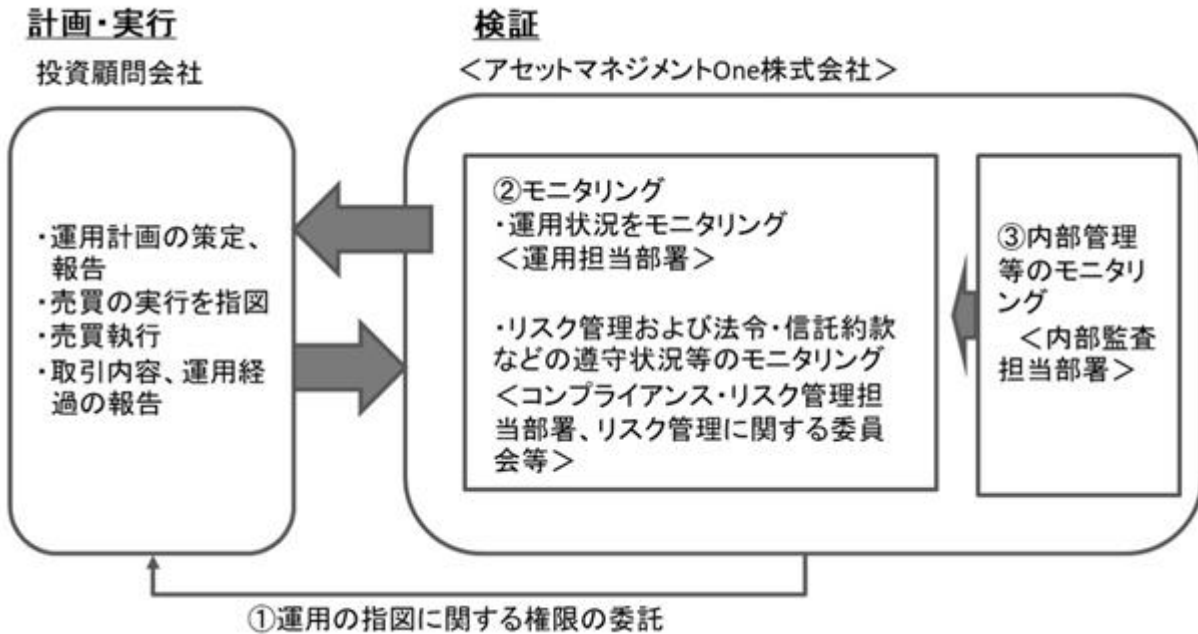 計画・実行
投資顧問会社
・運用計画の策定、
報告
・売買の実行を指図
・売買執行
・取引内容、運用経
過の報告
検証
＜アセットマネジメントOne株式会社＞
②モニタリング
・運用状況をモニタリング
＜運用担当部署＞
・リスク管理および法令・信託約款
などの遵守状況等のモニタリング
＜コンプライアンス・リスク管理担
当部署、リスク管理に関する委員
会等＞
③内部管理
等のモニタリ
ング
＜内部監査
担当部署＞
①運用の指図に関する権限の委託